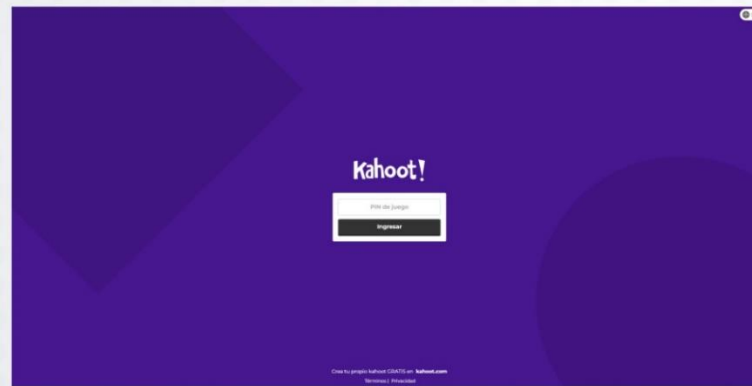 Kahoot!
PIN de juego
Ingresar
Crea tu propio kahoot GRATIS en kahoot.com
Términos | Privacidad